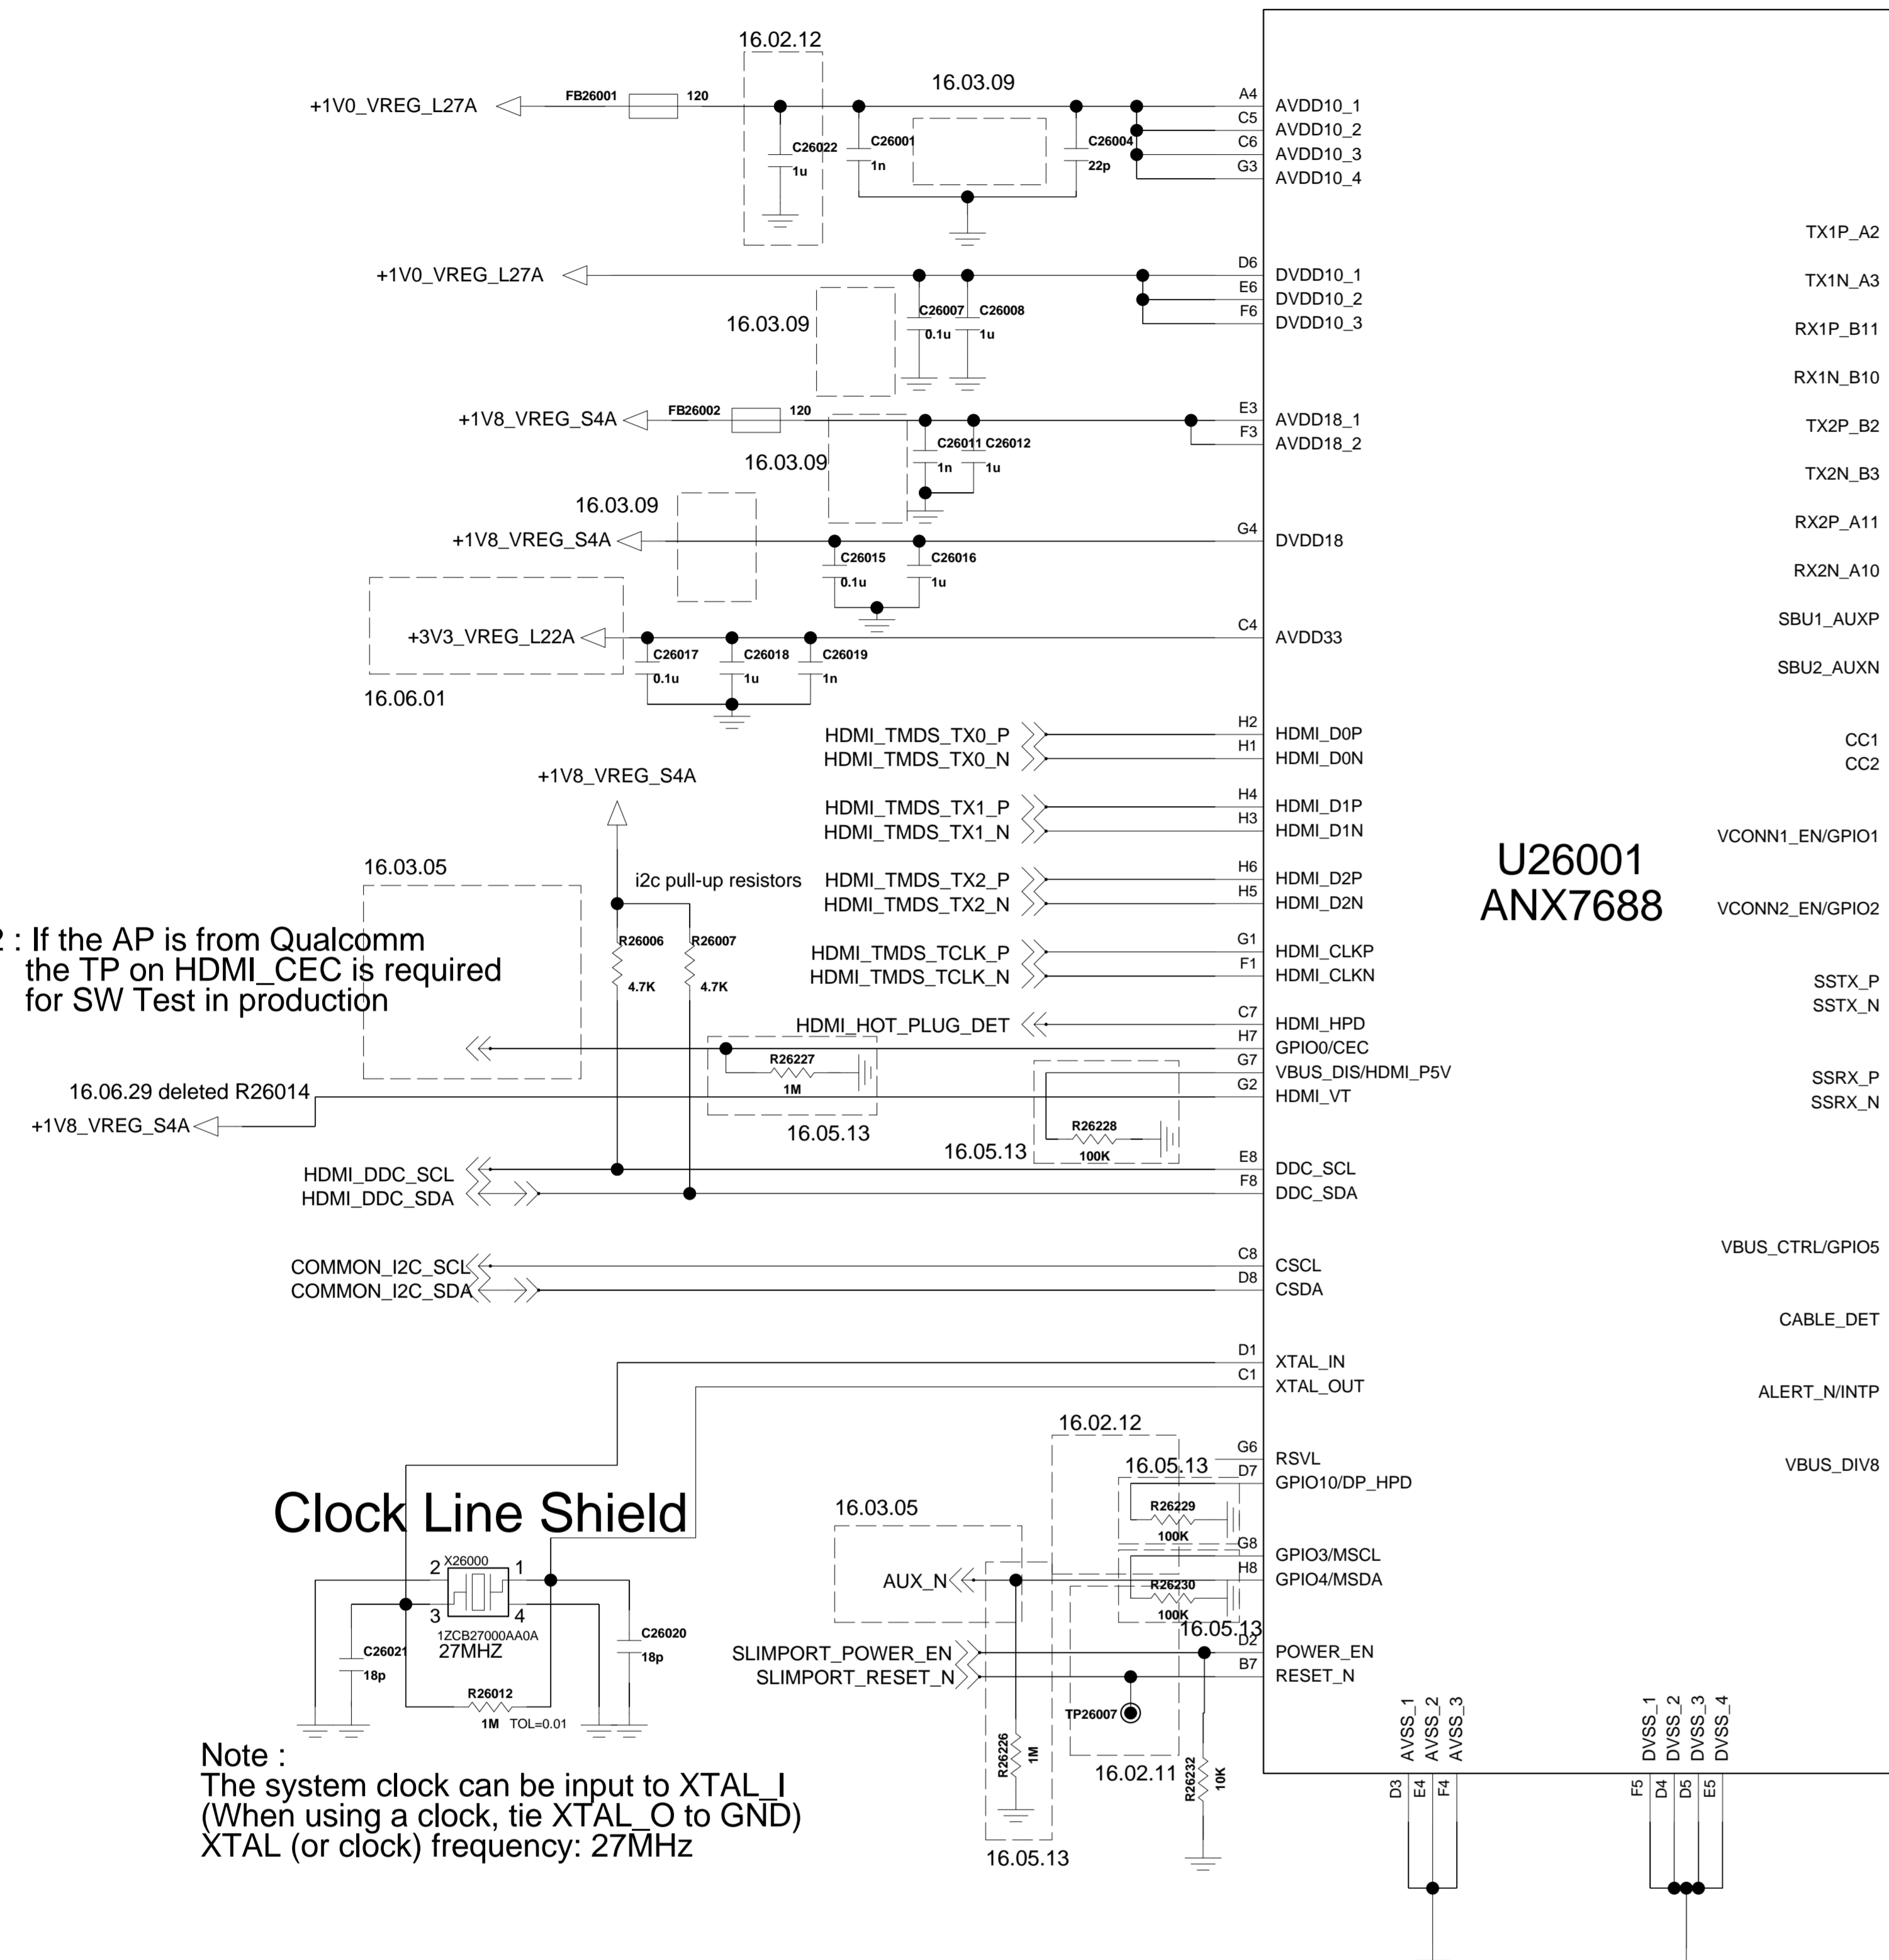 16.02.12
16.03.09
+1V0_VREG_L27A
FB26001
120
C26022
1u
C26001
1n
C26004
22p
A4
AVDD10_1
C5
AVDD10_2
C6
AVDD10_3
G3
AVDD10_4
TX1P_A2
+1V0_VREG_L27A
D6
DVDD10_1
TX1N_A3
E6
DVDD10_2
F6
DVDD10_3
16.03.09
C26007
0.1u
C26008
1u
RX1P_B11
RX1N_B10
+1V8_VREG_S4A
FB26002
120
E3
AVDD18_1
F3
AVDD18_2
TX2P_B2
16.03.09
C26011
1n
C26012
1u
TX2N_B3
16.03.09
+1V8_VREG_S4A
C26015
0.1u
C26016
1u
G4
DVDD18
RX2P_A11
RX2N_A10
+3V3_VREG_L22A
16.06.01
C26017
0.1u
C26018
1u
C26019
1n
C4
AVDD33
SBU1_AUXP
SBU2_AUXN
HDMI_TMDS_TX0_P
H2
HDMI_D0P
HDMI_TMDS_TX0_N
H1
HDMI_D0N
CC1
CC2
+1V8_VREG_S4A
HDMI_TMDS_TX1_P
H4
HDMI_D1P
HDMI_TMDS_TX1_N
H3
HDMI_D1N
U26001
ANX7688
VCONN1_EN/GPIO1
16.03.05
i2c pull-up resistors
HDMI_TMDS_TX2_P
H6
HDMI_D2P
HDMI_TMDS_TX2_N
H5
HDMI_D2N
VCONN2_EN/GPIO2
2 : If the AP is from Qualcomm
the TP on HDMI_CEC is required
for SW Test in production
R26006
4.7K
R26007
4.7K
HDMI_TMDS_TCLK_P
G1
HDMI_CLKP
HDMI_TMDS_TCLK_N
F1
HDMI_CLKN
SSTX_P
SSTX_N
HDMI_HOT_PLUG_DET
C7
HDMI_HPD
H7
GPIO0/CEC
G7
VBUS_DIS/HDMI_P5V
G2
HDMI_VT
SSRX_P
SSRX_N
R26227
1M
16.05.13
16.06.29 deleted R26014
+1V8_VREG_S4A
R26228
100K
16.05.13
HDMI_DDC_SCL
E8
DDC_SCL
HDMI_DDC_SDA
F8
DDC_SDA
VBUS_CTRL/GPIO5
COMMON_I2C_SCL
C8
CSCL
COMMON_I2C_SDA
D8
CSDA
CABLE_DET
D1
XTAL_IN
C1
XTAL_OUT
ALERT_N/INTP
16.02.12
G6
RSVL
16.05.13
D7
GPIO10/DP_HPD
VBUS_DIV8
Clock Line Shield
16.03.05
R26229
100K
G8
GPIO3/MSCL
H8
GPIO4/MSDA
AUX_N
R26230
100K
16.05.13
2
X26000
1
3
4
1ZCB27000AA0A
27MHZ
C26021
18p
C26020
18p
R26012
1M
TOL=0.01
SLIMPORT_POWER_EN
D2
POWER_EN
SLIMPORT_RESET_N
B7
RESET_N
TP26007
R26226
1M
16.02.11
R26232
10K
16.05.13
AVSS_1
AVSS_2
AVSS_3
DVSS_1
DVSS_2
DVSS_3
DVSS_4
D3
E4
F4
F5
D4
D5
E5
Note :
The system clock can be input to XTAL_I
(When using a clock, tie XTAL_O to GND)
XTAL (or clock) frequency: 27MHz